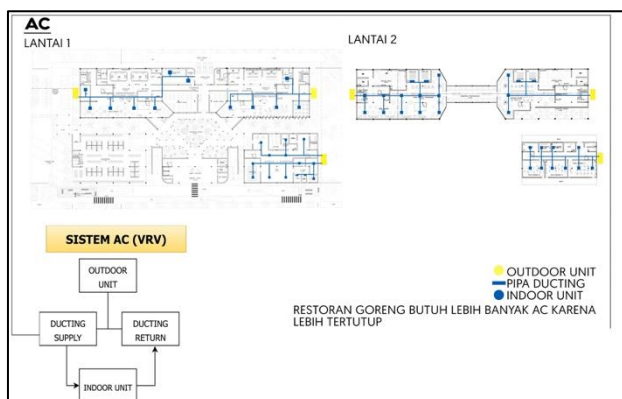 AC
LANTAI 1
LANTAI 2
SISTEM AC (VRV)
OUTDOOR
UNIT
DUCTING
SUPPLY
DUCTING
RETURN
INDOOR UNIT
OUTDOOR UNIT
PIPA DUCTING
INDOOR UNIT
RESTORAN GORENG BUTUH LEBIH BANYAK AC KARENA
LEBIH TERTUTUP